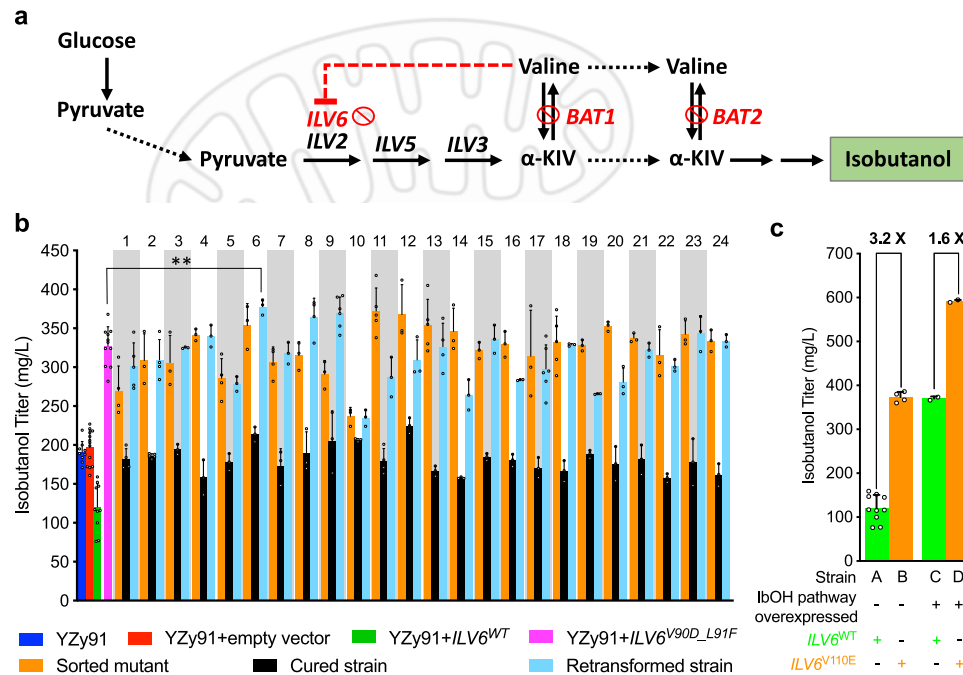 a
Glucose
Pyruvate
Pyruvate
ILV6
ILV2
ILV5
ILV3
Valine
Valine
BAT1
BAT2
α-KIV
α-KIV
Isobutanol
b
1 2 3 4 5 6 7 8 9 10 11 12 13 14 15 16 17 18 19 20 21 22 23 24
**
Isobutanol Titer (mg/L)
450
400
350
300
250
200
150
100
50
0
YZy91
YZy91+empty vector
YZy91+ILV6WT
YZy91+ILV6V90D_L91F
Sorted mutant
Cured strain
Retransformed strain
c
3.2 X 1.6 X
Isobutanol Titer (mg/L)
700
600
500
400
300
200
100
0
Strain A B C D
IbOH pathway
overexpressed - - + +
ILV6WT + - + -
ILV6V110E - + - +